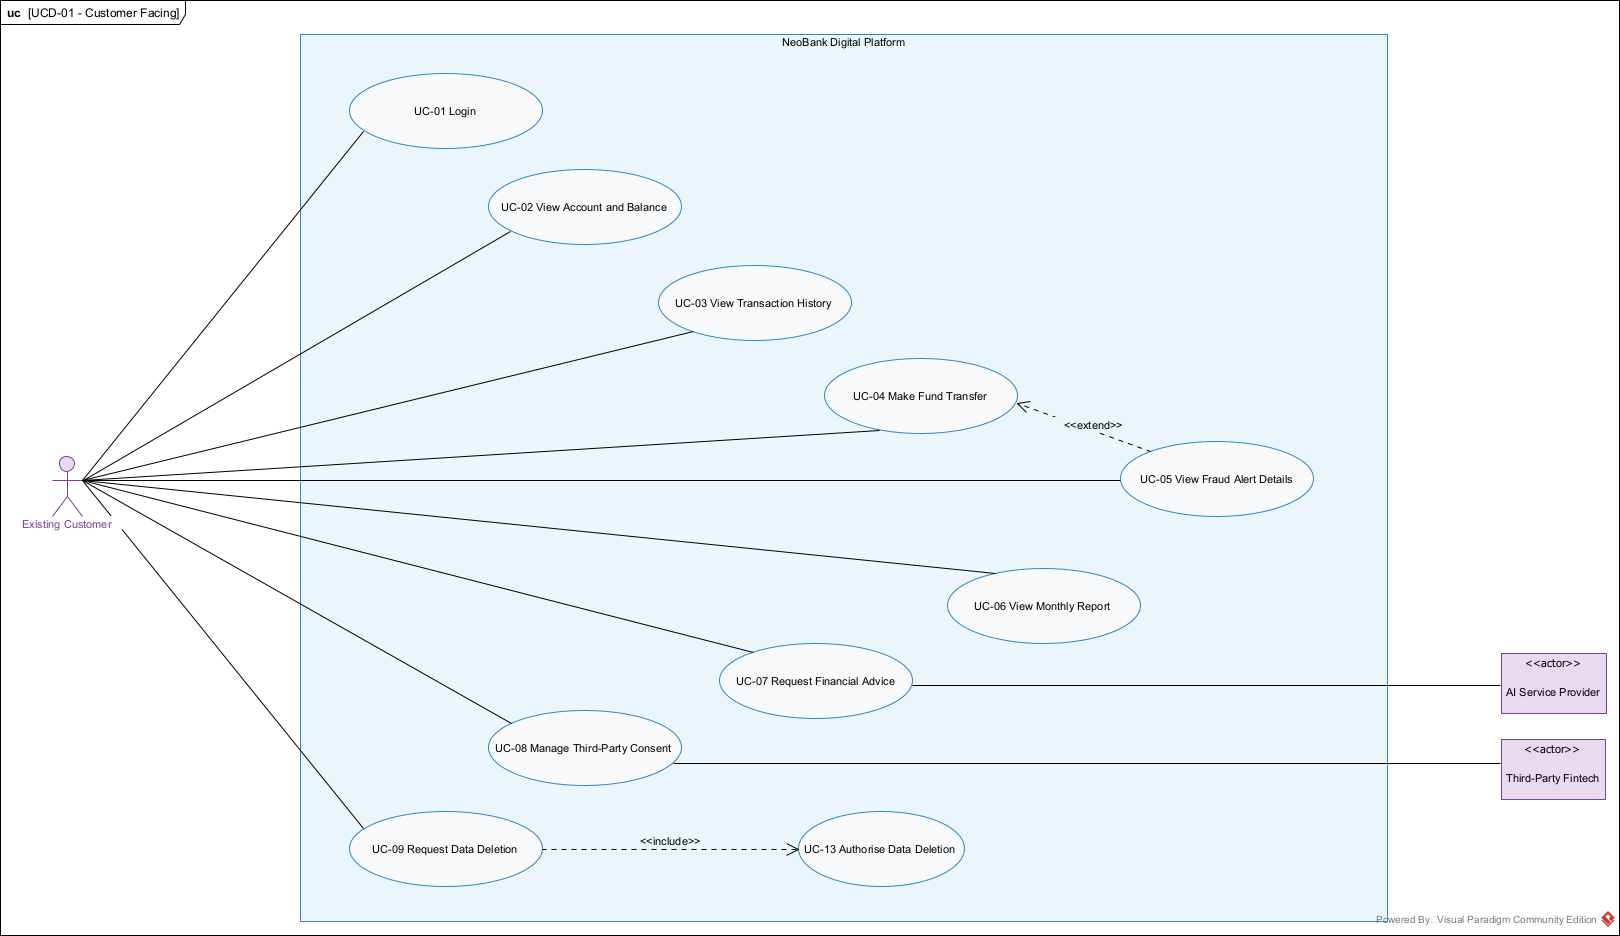 uc [UCD-01 - Customer Facing]
NeoBank Digital Platform
UC-01 Login
UC-02 View Account and Balance
UC-03 View Transaction History
UC-04 Make Fund Transfer
<<extend>>
UC-05 View Fraud Alert Details
Existing Customer
UC-06 View Monthly Report
<<actor>>
AI Service Provider
UC-07 Request Financial Advice
<<actor>>
Third-Party Fintech
UC-08 Manage Third-Party Consent
<<include>>
UC-09 Request Data Deletion
UC-13 Authorise Data Deletion
Powered By Visual Paradigm Community Edition